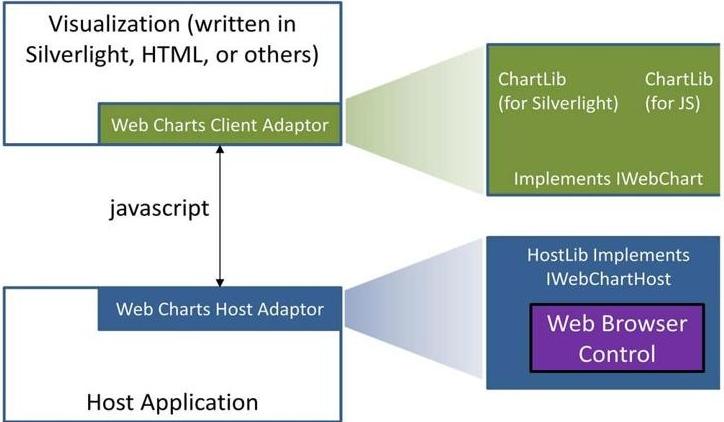 Visualization (written in
Silverlight, HTML, or others)
Web Charts Client Adaptor
ChartLib
(for Silverlight)
ChartLib
(for JS)
Implements IWebChart
javascript
Web Charts Host Adaptor
Host Application
HostLib Implements
IWebChartHost
Web Browser
Control